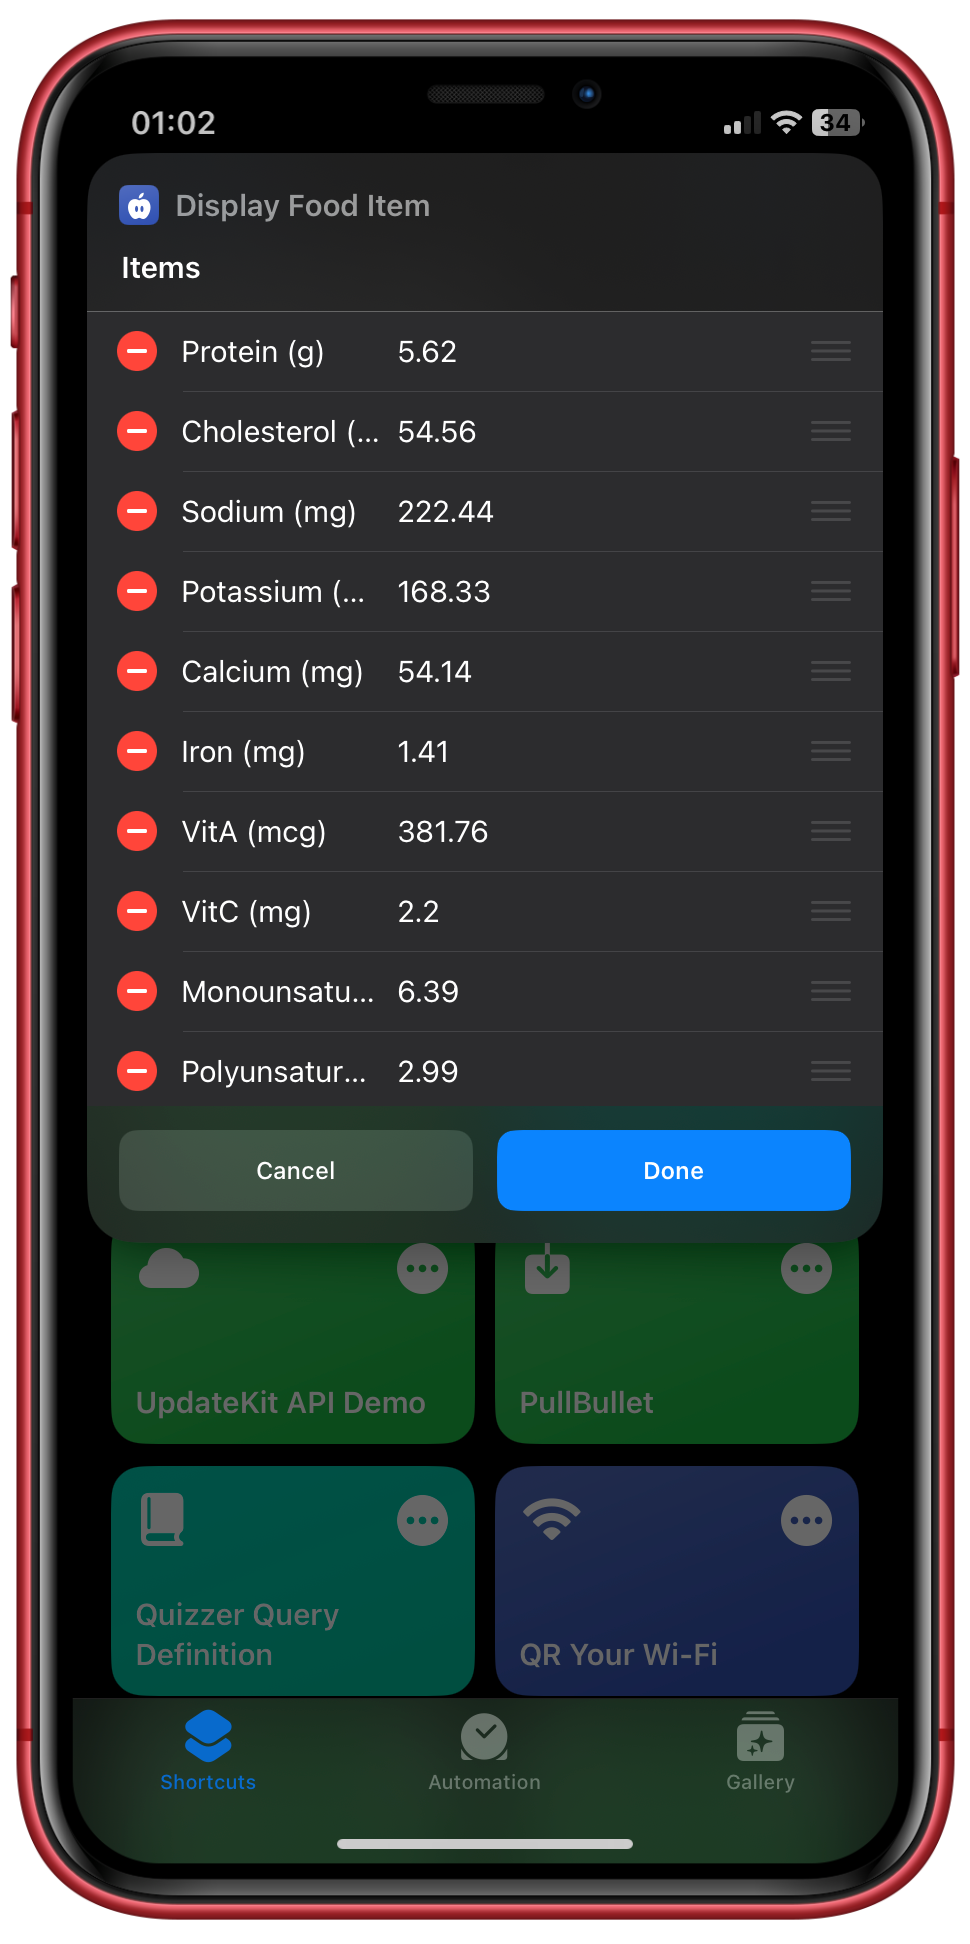 01:02
34
Display Food Item
Items
Protein (g) 5.62
Cholesterol (... 54.56
Sodium (mg) 222.44
Potassium (... 168.33
Calcium (mg) 54.14
Iron (mg) 1.41
VitA (mcg) 381.76
VitC (mg) 2.2
Monounsatu... 6.39
Polyunsatur... 2.99
Cancel Done
UpdateKit API Demo
PullBullet
Quizzer Query
Definition
QR Your Wi-Fi
Shortcuts Automation Gallery